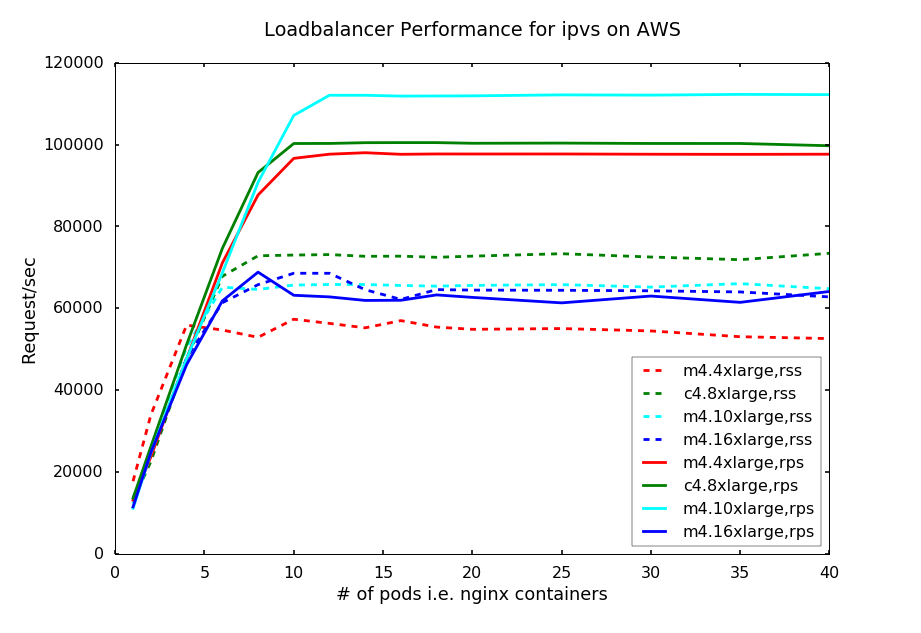 Loadbalancer Performance for ipvs on AWS
120000
100000
80000
60000
40000
20000
0
Request/sec
m4.4xlarge,rss
c4.8xlarge,rss
m4.10xlarge,rss
m4.16xlarge,rss
m4.4xlarge,rps
c4.8xlarge,rps
m4.10xlarge,rps
m4.16xlarge,rps
0 5 10 15 20 25 30 35 40
# of pods i.e. nginx containers